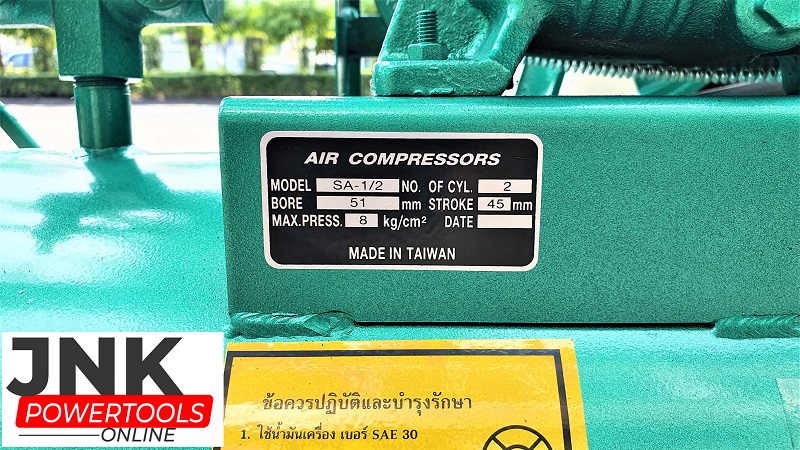 AIR COMPRESSORS
MODEL SA-1/2 NO. OF CYL. 2
BORE 51 mm STROKE 45 mm
MAX.PRESS. 8 kg/cm² DATE
MADE IN TAIWAN
ข้อควรปฏิบัติและบำรุงรักษา
1. ใช้น้ำมันเครื่อง เบอร์ SAE 30
JNK
POWERTOOLS
ONLINE